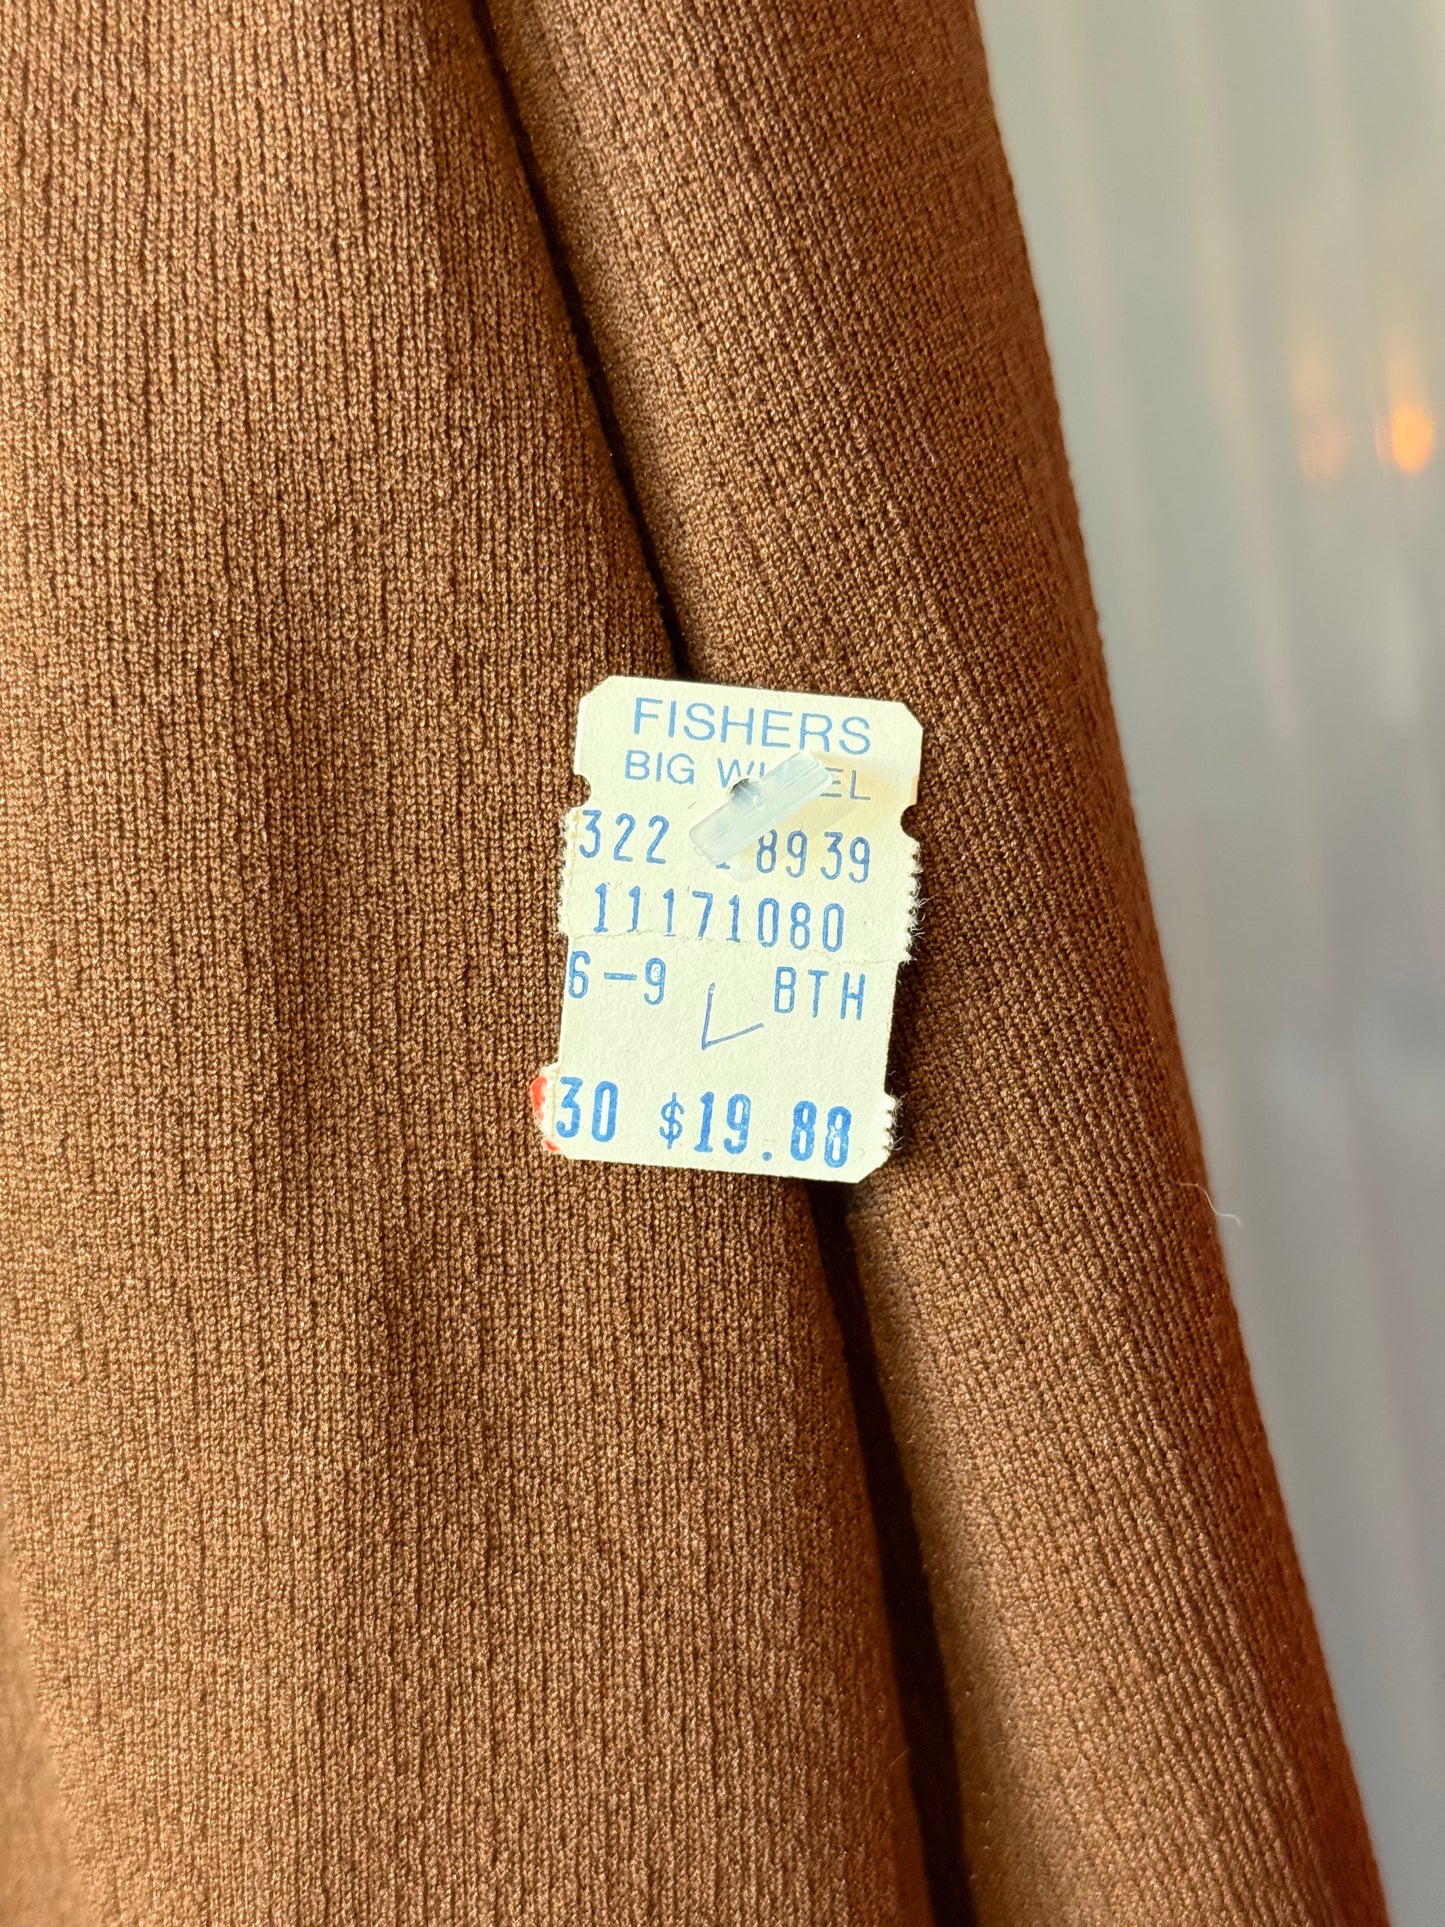 FISHERS
BIG
322 8939
11171080
6-9 BTH
30 $19.88